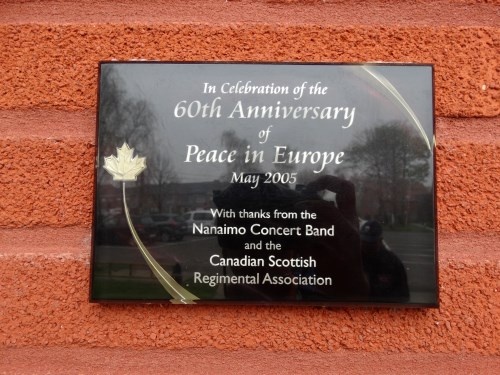 In Celebration of the
60th Anniversary
of
Peace in Europe
May 2005
With thanks from the
Nanaimo Concert Band
and the
Canadian Scottish
Regimental Association